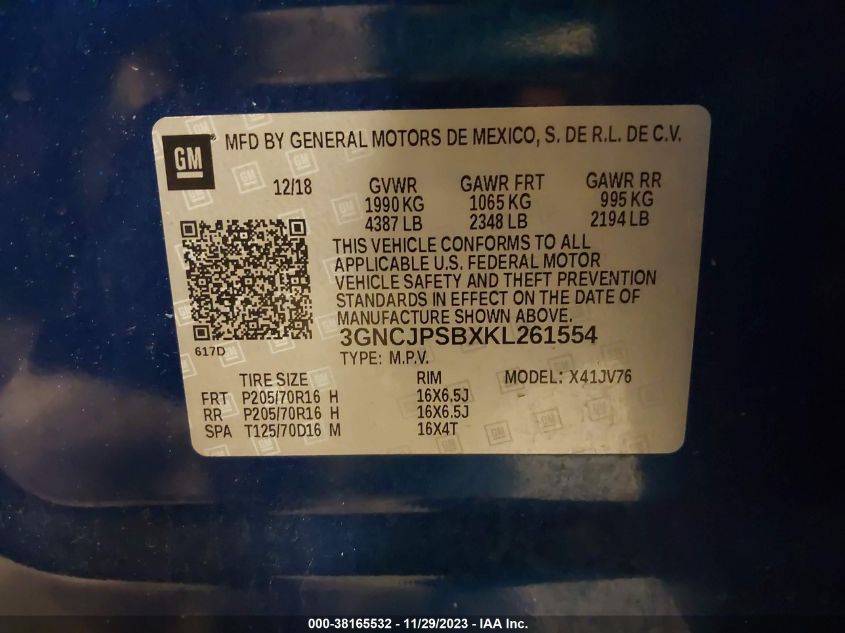 GM
MFD BY GENERAL MOTORS DE MEXICO, S. DE R.L. DE C.V.
12/18 GVWR GAWR FRT GAWR RR
1990 KG 1065 KG 995 KG
4387 LB 2348 LB 2194 LB
THIS VEHICLE CONFORMS TO ALL
APPLICABLE U.S. FEDERAL MOTOR
VEHICLE SAFETY AND THEFT PREVENTION
STANDARDS IN EFFECT ON THE DATE OF
MANUFACTURE SHOWN ABOVE.
617D 3GNCJPSBXKL261554
TYPE: M.P.V.
TIRE SIZE RIM MODEL: X41JV76
FRT P205/70R16 H 16X6.5J
RR P205/70R16 H 16X6.5J
SPA T125/70D16 M 16X4T
000-38165532 - 11/29/2023 - IAA Inc.